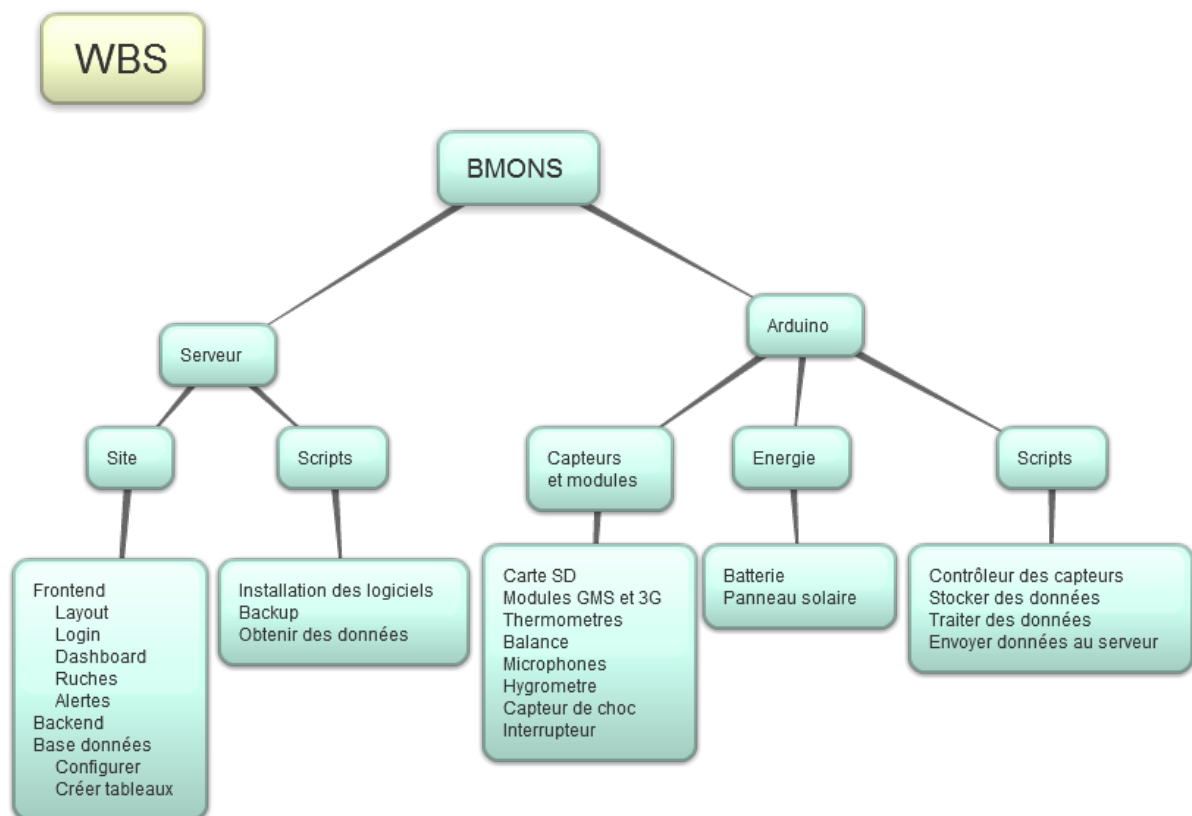 WBS
BMONS
Serveur
Arduino
Site
Scripts
Capteurs
et modules
Energie
Scripts
Frontend
Layout
Login
Dashboard
Ruches
Alertes
Backend
Base données
Configurer
Créer tableaux
Installation des logiciels
Backup
Obtenir des données
Carte SD
Modules GMS et 3G
Thermometres
Balance
Microphones
Hygrometre
Capteur de choc
Interrupteur
Batterie
Panneau solaire
Contrôleur des capteurs
Stocker des données
Traiter des données
Envoyer données au serveur